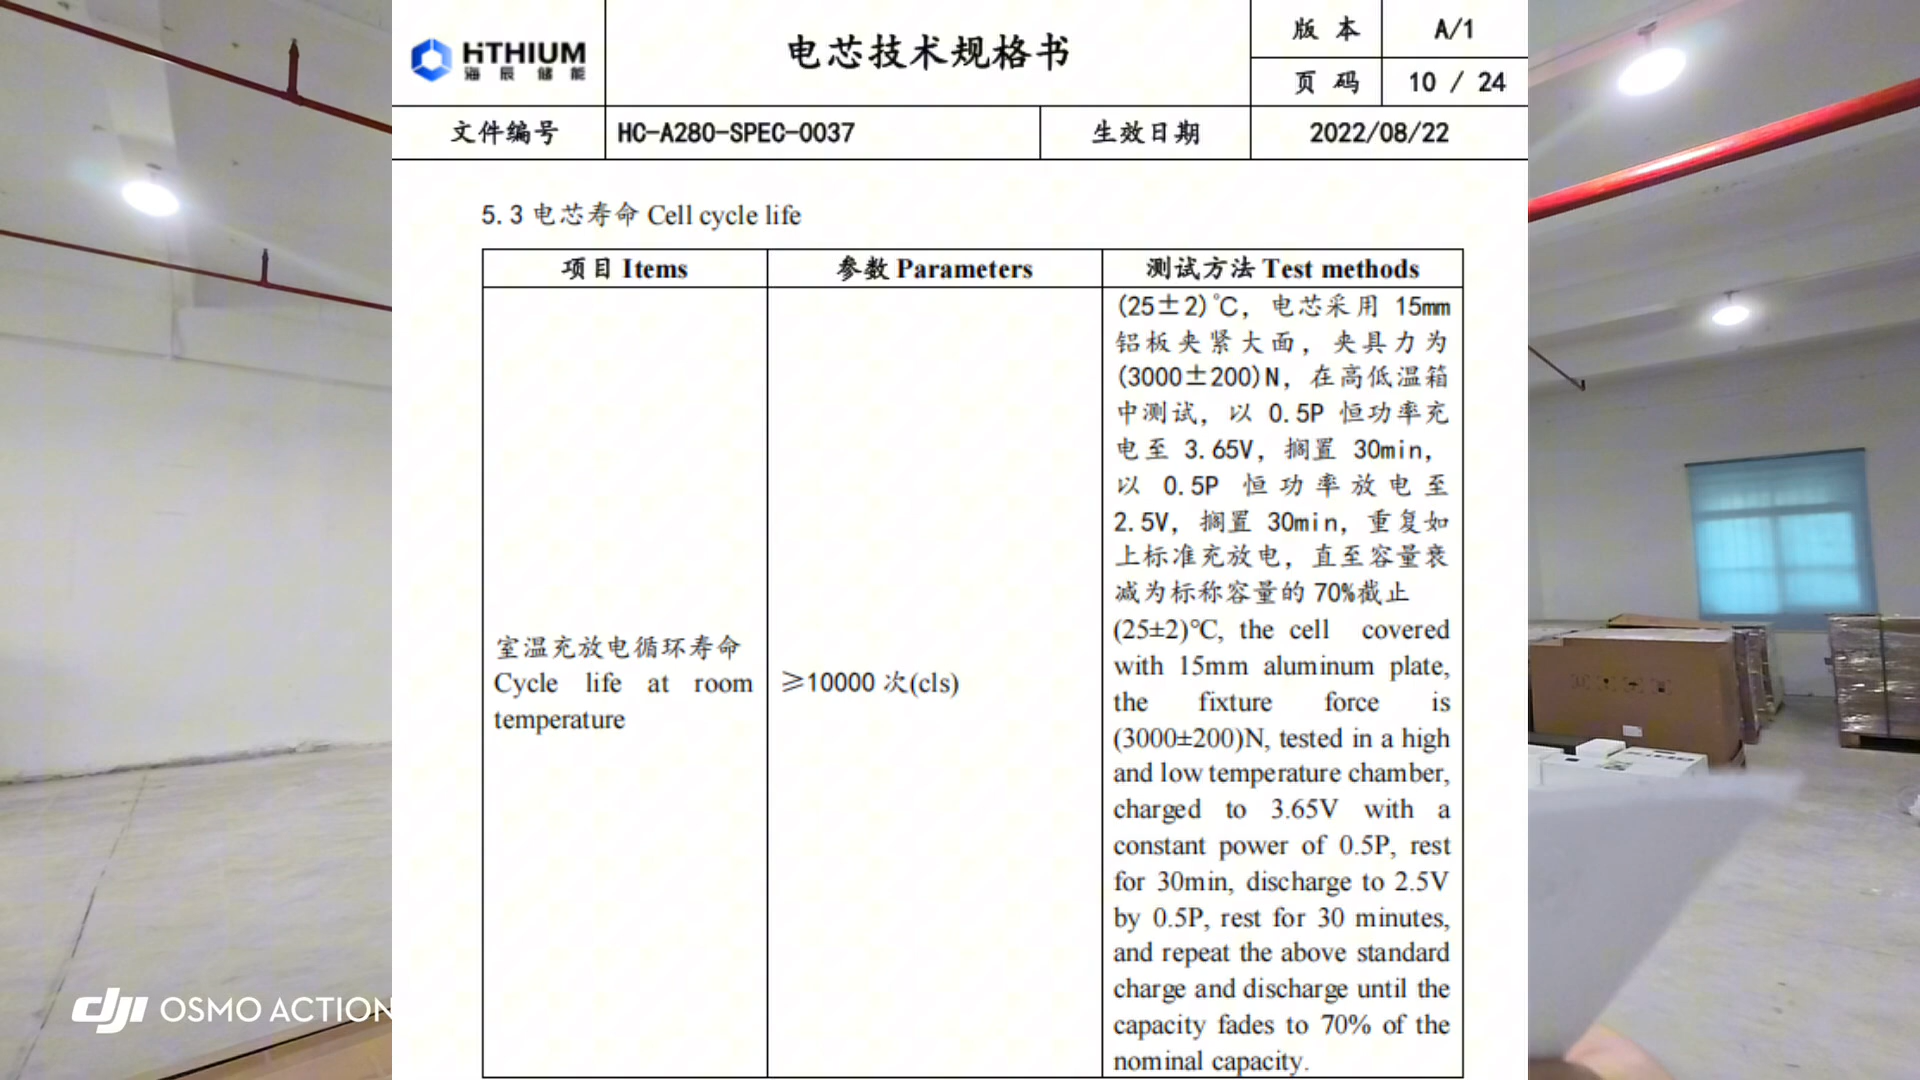 HiTHIUM
海辰储能
电芯技术规格书
版 本
A/1
页 码
10 / 24
文件编号
HC-A280-SPEC-0037
生效日期
2022/08/22
5.3 电芯寿命 Cell cycle life
项目 Items
参数 Parameters
测试方法 Test methods
室温充放电循环寿命
Cycle life at room
temperature
≥10000 次(cls)
(25±2)℃, 电芯采用 15mm
铝板夹紧大面, 夹具力为
(3000±200)N, 在高低温箱
中测试, 以 0.5P 恒功率充
电至 3.65V, 搁置 30min,
以 0.5P 恒功率放电至
2.5V, 搁置 30min, 重复如
上标准充放电, 直至容量衰
减为标称容量的 70%截止
(25±2)℃, the cell covered
with 15mm aluminum plate,
the fixture force is
(3000±200)N, tested in a high
and low temperature chamber,
charged to 3.65V with a
constant power of 0.5P, rest
for 30min, discharge to 2.5V
by 0.5P, rest for 30 minutes,
and repeat the above standard
charge and discharge until the
capacity fades to 70% of the
nominal capacity.
dji OSMO ACTION